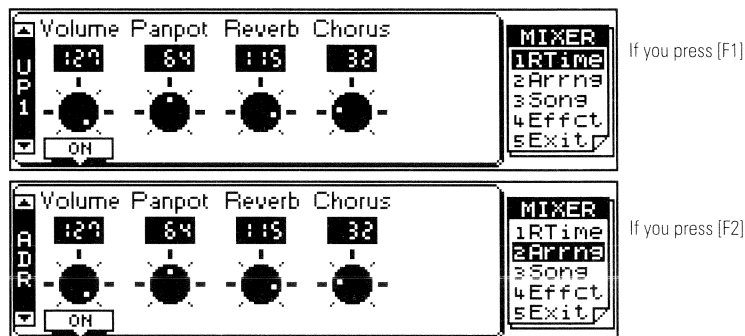 Volume Panpot Reverb Chorus
127 64 115 32
UP1
ON
MIXER
1RTime
2Arrng
3Song
4Effct
5Exit
If you press [F1]
Volume Panpot Reverb Chorus
127 64 115 32
ADR
ON
MIXER
1RTime
2Arrng
3Song
4Effct
5Exit
If you press [F2]